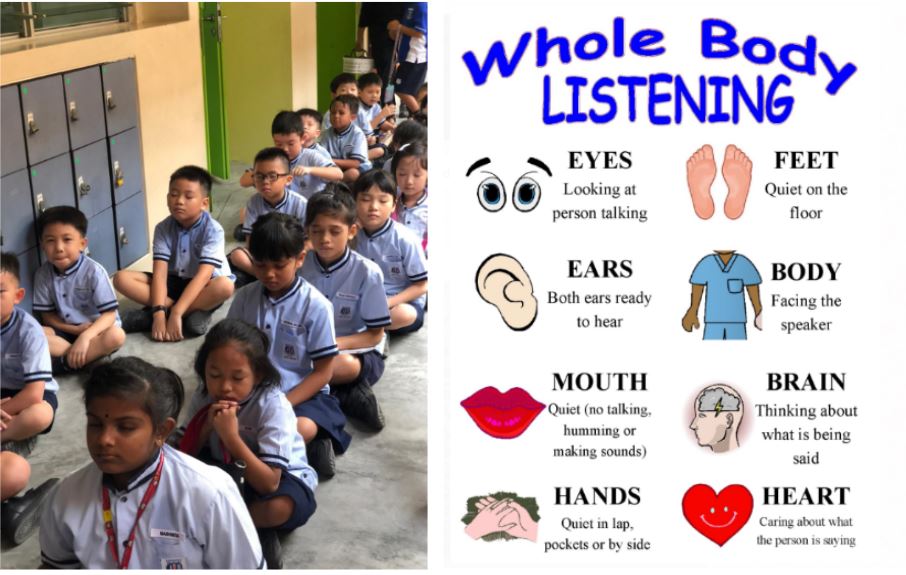 Whole Body
LISTENING
EYES
Looking at
person talking
FEET
Quiet on the
floor
EARS
Both ears ready
to hear
BODY
Facing the
speaker
MOUTH
Quiet (no talking,
humming or
making sounds)
BRAIN
Thinking about
what is being
said
HANDS
Quiet in lap,
pockets or by side
HEART
Caring about what
the person is saying